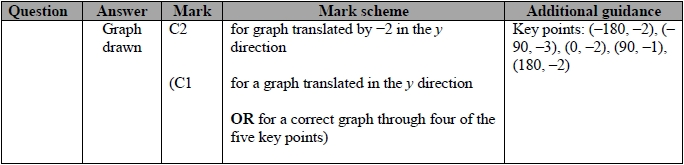 Question Answer Mark Mark scheme Additional guidance
Graph drawn C2 for graph translated by −2 in the y direction Key points: (–180, –2), (–90, –3), (0, –2), (90, –1), (180, –2)
(C1 for a graph translated in the y direction
OR for a correct graph through four of the five key points)